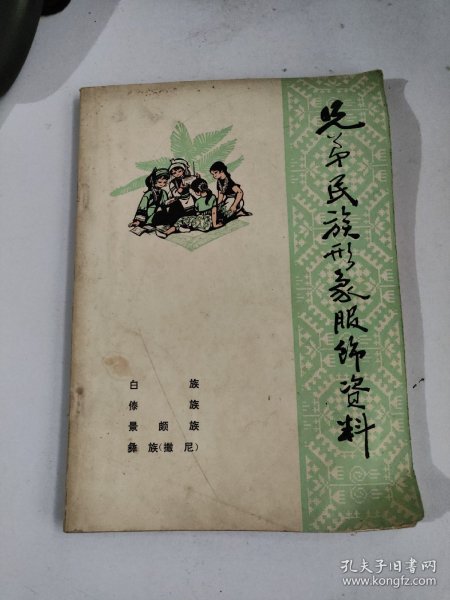 兄弟民族形象服饰资料
白族
傣族
景颇族
彝族(撒尼)
孔夫子旧书网
www.kongfz.com